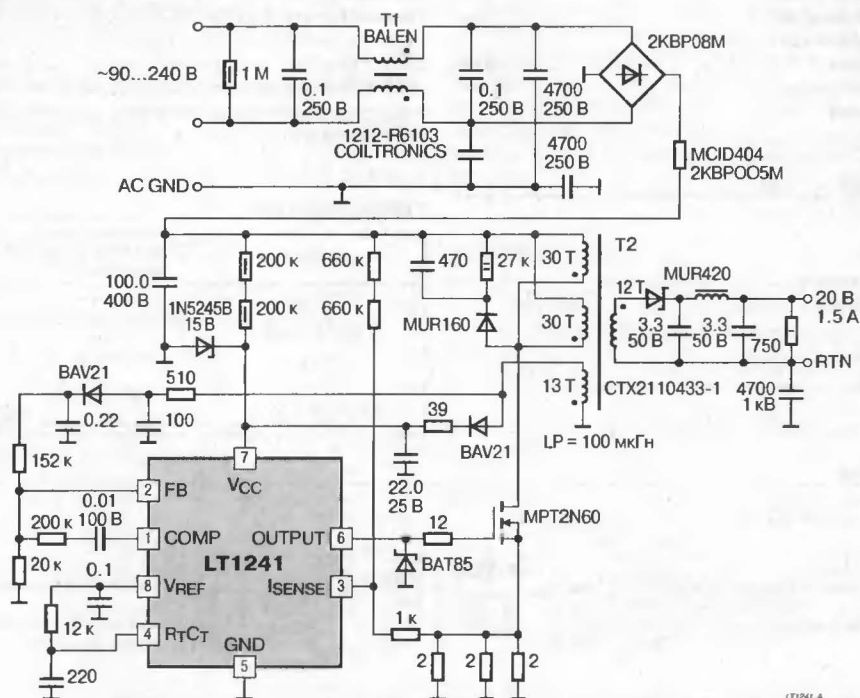 T1
BALEN
2KBP08M
~90...240 В
1 М
0.1
250 В
0.1
250 В
4700
250 В
1212-R6103
COILTRONICS
4700
250 В
MCID404
2KBPOO5M
AC GND
T2
200 к
660 к
470
27 к
30 T
12 T
MUR420
20 В
1.5 A
100.0
400 В
1N5245B
15 В
200 к
660 к
MUR160
30 T
3.3
50 В
3.3
50 В
750
RTN
BAV21
510
13 T
CTX2110433-1
4700
1 кВ
0.22
100
39
BAV21
LP = 100 мкГн
152 к
7
VCC
22.0
25 В
2
FB
MPT2N60
0.01
100 В
200 к
1
COMP
OUTPUT
6
12
LT1241
BAT85
20 к
0.1
8
VREF
ISENSE
3
12 к
4
RTCT
1 к
GND
5
220
2
2
2
LT1241 A